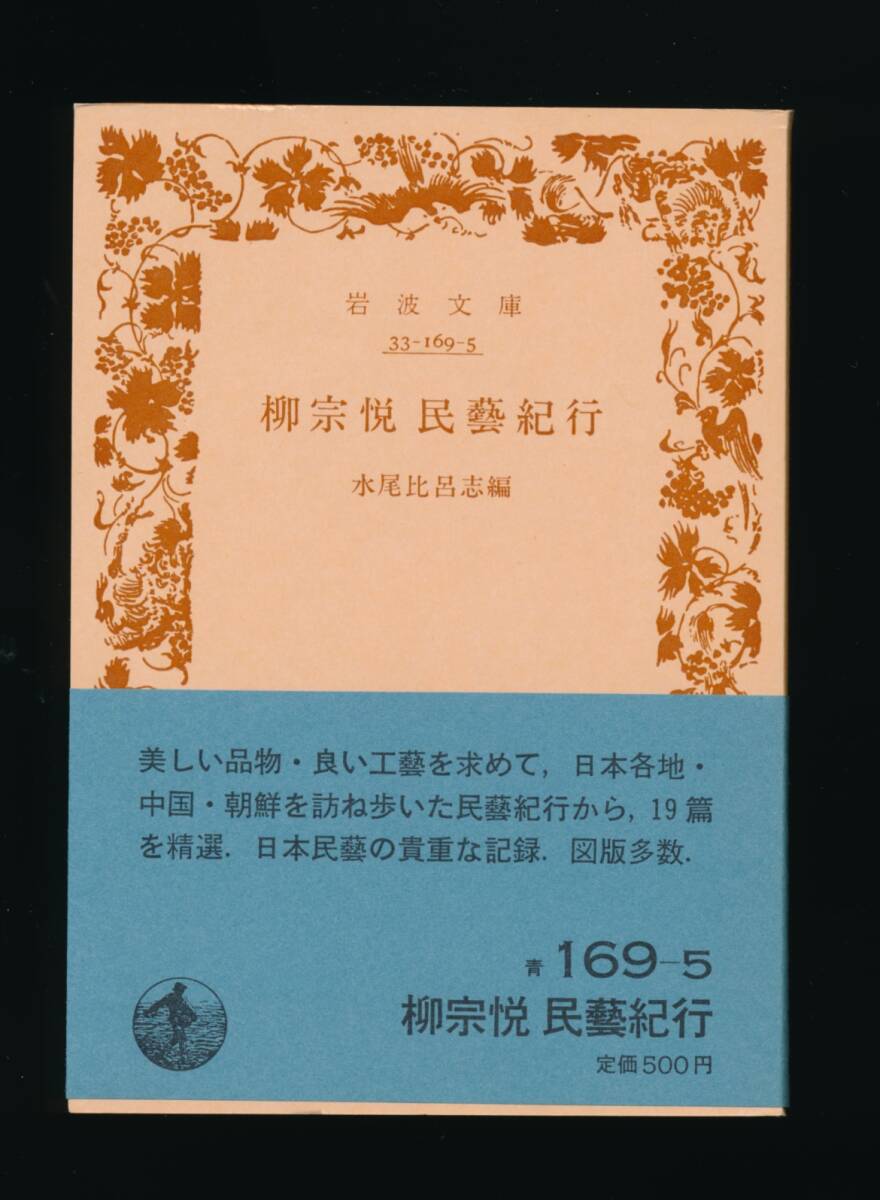 岩波文庫
33-169-5
柳宗悦 民藝紀行
水尾比呂志編
美しい品物・良い工藝を求めて，日本各地・
中国・朝鮮を訪ね歩いた民藝紀行から，19篇
を精選．日本民藝の貴重な記録．図版多数．
青 169-5
柳宗悦 民藝紀行
定価500円